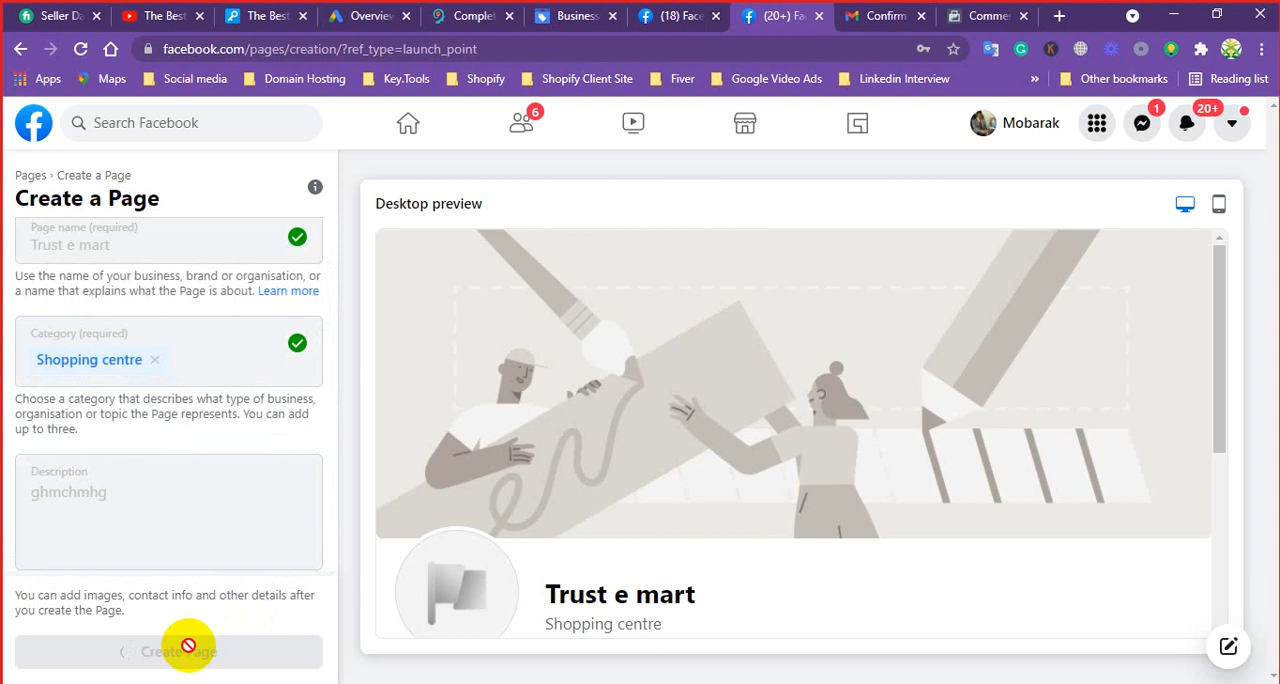 Seller Da
The Best
The Best
Overview
Comple
Business
(18) Face
(20+) Fa
Confirm
Comme
facebook.com/pages/creation/?ref_type=launch_point
Apps Maps Social media Domain Hosting Key.Tools Shopify Shopify Client Site Fiver Google Video Ads Linkedin Interview » Other bookmarks Reading list
Search Facebook 6 Mobarak 1 20+
Pages › Create a Page
Create a Page
Page name (required)
Trust e mart
Use the name of your business, brand or organisation, or
a name that explains what the Page is about. Learn more
Category (required)
Shopping centre
Choose a category that describes what type of business,
organisation or topic the Page represents. You can add
up to three.
Description
ghmchmhg
You can add images, contact info and other details after
you create the Page.
Create Page
Desktop preview
Trust e mart
Shopping centre